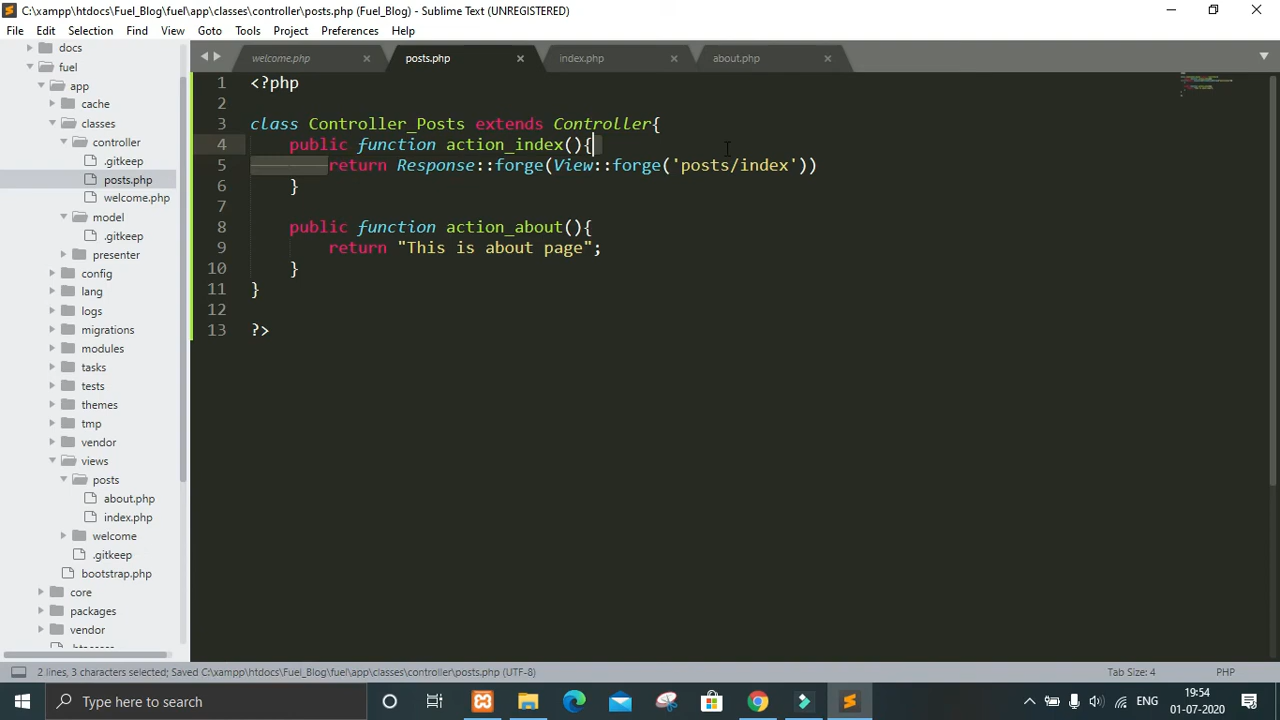 C:\xampp\htdocs\Fuel_Blog\fuel\app\classes\controller\posts.php (Fuel_Blog) - Sublime Text (UNREGISTERED)
File Edit Selection Find View Goto Tools Project Preferences Help
docs
fuel
app
cache
classes
controller
.gitkeep
posts.php
welcome.php
model
.gitkeep
presenter
config
lang
logs
migrations
modules
tasks
tests
themes
tmp
vendor
views
posts
about.php
index.php
welcome
.gitkeep
bootstrap.php
core
packages
vendor
welcome.php posts.php index.php about.php
1 <?php
2
3 class Controller_Posts extends Controller{
4 public function action_index(){
5 return Response::forge(View::forge('posts/index'))
6 }
7
8 public function action_about(){
9 return "This is about page";
10 }
11 }
12
13 ?>
2 lines, 3 characters selected; Saved C:\xampp\htdocs\Fuel_Blog\fuel\app\classes\controller\posts.php (UTF-8) Tab Size: 4 PHP
Type here to search ENG 19:54
01-07-2020